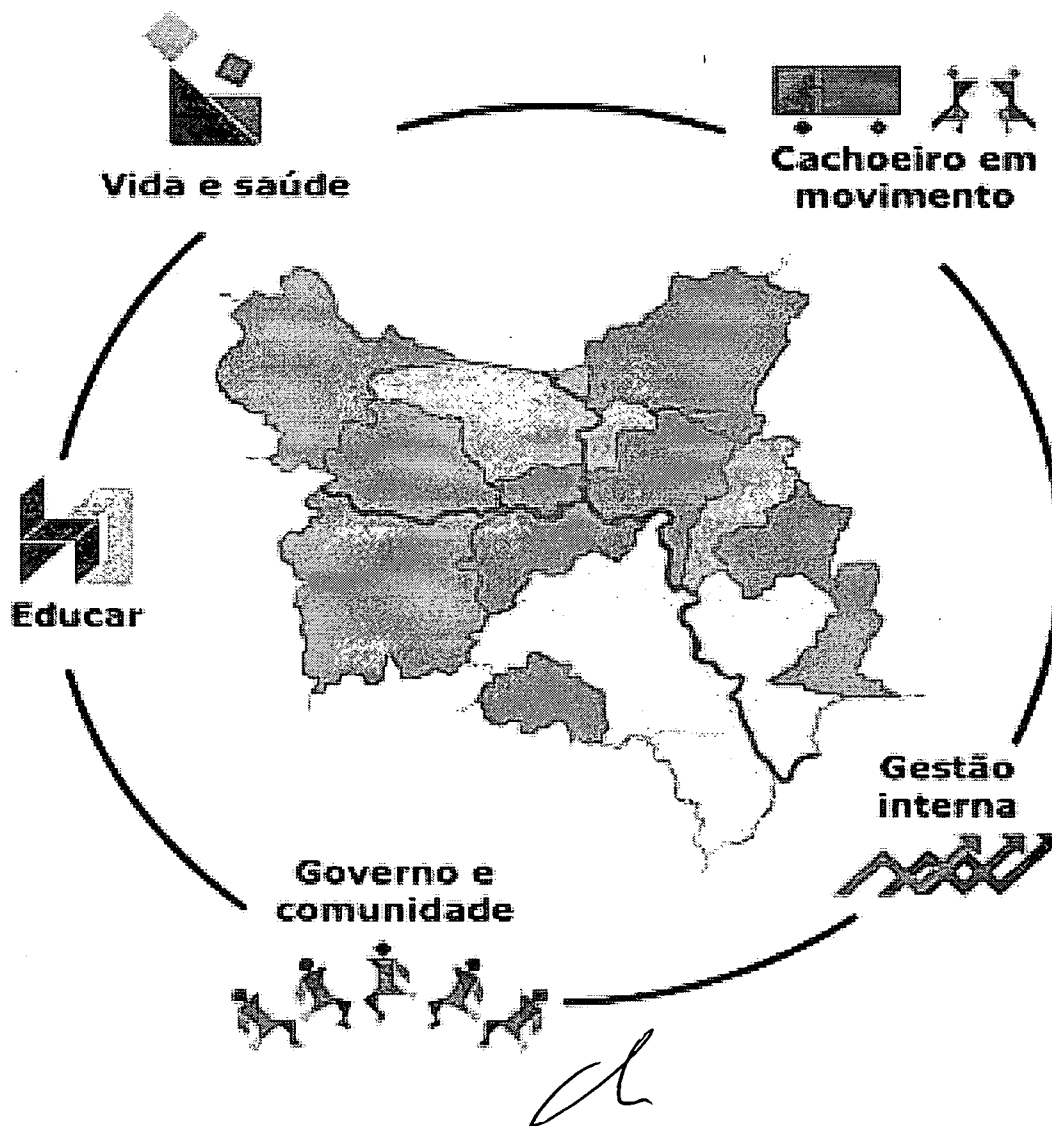 Vida e saúde
Cachoeiro em
movimento
Educar
Gestão
interna
Governo e
comunidade